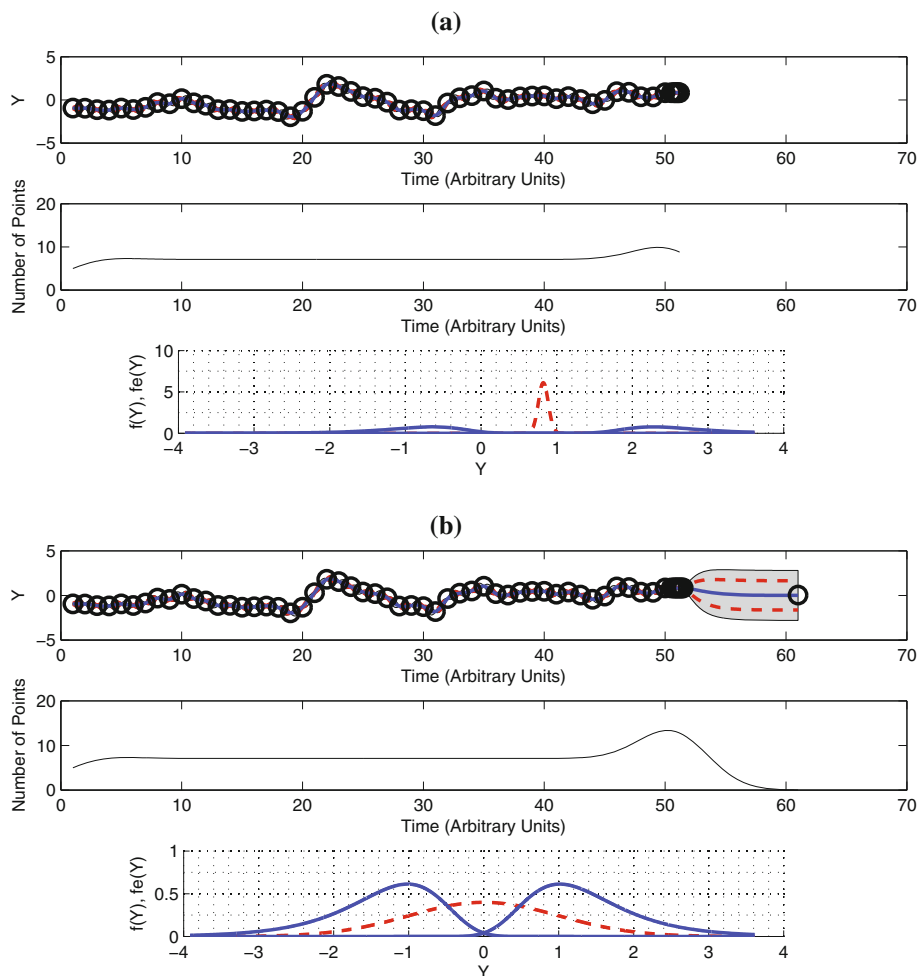 (a)
5
0
−5
Y
0 10 20 30 40 50 60 70
Time (Arbitrary Units)
20
10
0
Number of Points
0 10 20 30 40 50 60 70
Time (Arbitrary Units)
10
5
0
f(Y), fe(Y)
−4 −3 −2 −1 0 1 2 3 4
Y
(b)
5
0
−5
Y
0 10 20 30 40 50 60 70
Time (Arbitrary Units)
20
10
0
Number of Points
0 10 20 30 40 50 60 70
Time (Arbitrary Units)
1
0.5
0
f(Y), fe(Y)
−4 −3 −2 −1 0 1 2 3 4
Y